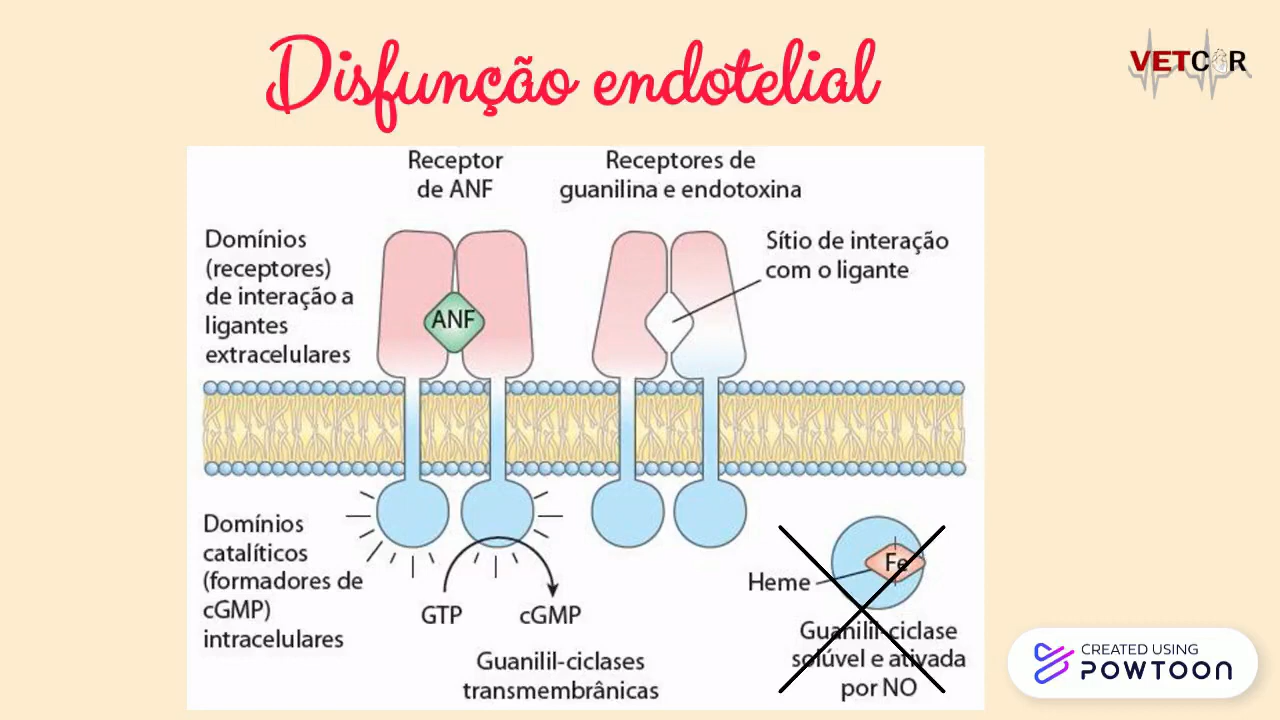 Disfunção endotelial
VETCOR
Receptor
de ANF
Receptores de
guanilina e endotoxina
Domínios
(receptores)
de interação a
ligantes
extracelulares
ANF
Sítio de interação
com o ligante
Domínios
catalíticos
(formadores de
cGMP)
intracelulares
GTP
cGMP
Guanilil-ciclases
transmembrânicas
Fe
Heme
Guanilil-ciclase
solúvel e ativada
por NO
CREATED USING
POWTOON